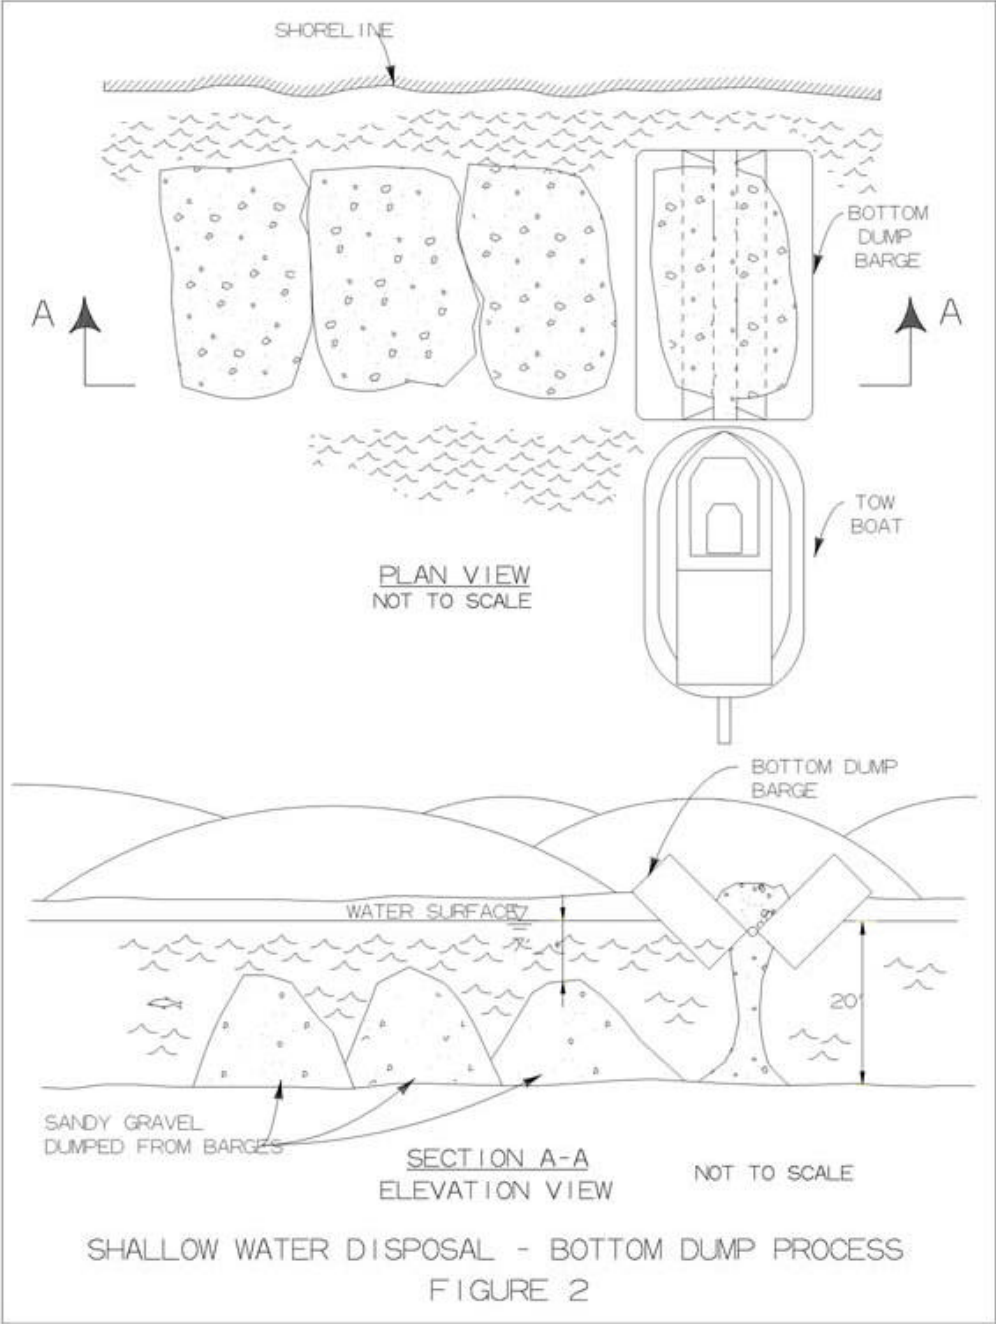 SHORELINE
BOTTOM
DUMP
BARGE
A
A
TOW
BOAT
PLAN VIEW
NOT TO SCALE
BOTTOM DUMP
BARGE
WATER SURFACE
20'
SANDY GRAVEL
DUMPED FROM BARGES
SECTION A-A
ELEVATION VIEW
NOT TO SCALE
SHALLOW WATER DISPOSAL - BOTTOM DUMP PROCESS
FIGURE 2